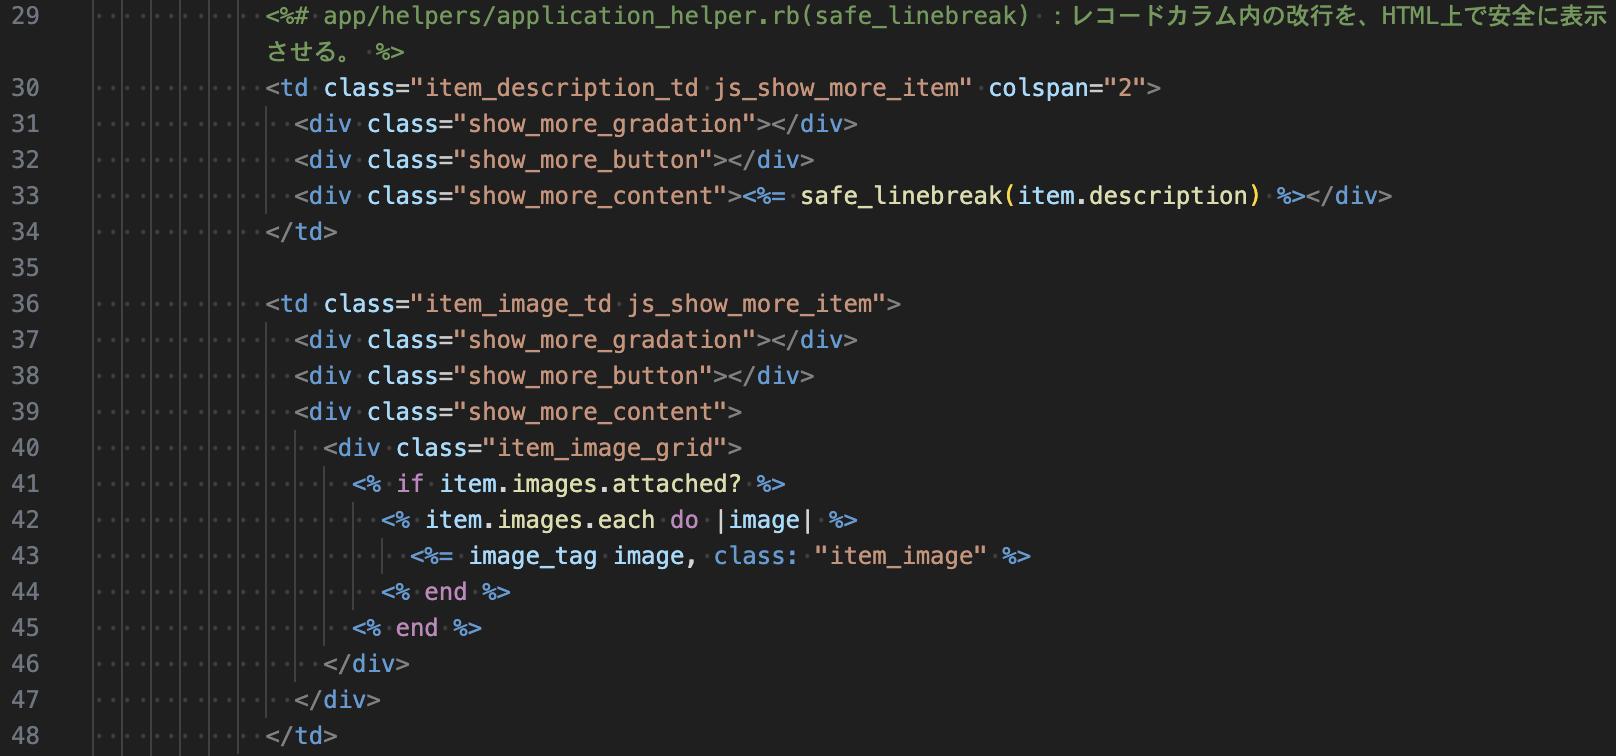 29 <%# app/helpers/application_helper.rb(safe_linebreak) ：レコードカラム内の改行を、HTML上で安全に表示
させる。 %>
30 <td class="item_description_td js_show_more_item" colspan="2">
31 <div class="show_more_gradation"></div>
32 <div class="show_more_button"></div>
33 <div class="show_more_content"><%= safe_linebreak(item.description) %></div>
34 </td>
35
36 <td class="item_image_td js_show_more_item">
37 <div class="show_more_gradation"></div>
38 <div class="show_more_button"></div>
39 <div class="show_more_content">
40 <div class="item_image_grid">
41 <% if item.images.attached? %>
42 <% item.images.each do |image| %>
43 <%= image_tag image, class: "item_image" %>
44 <% end %>
45 <% end %>
46 </div>
47 </div>
48 </td>